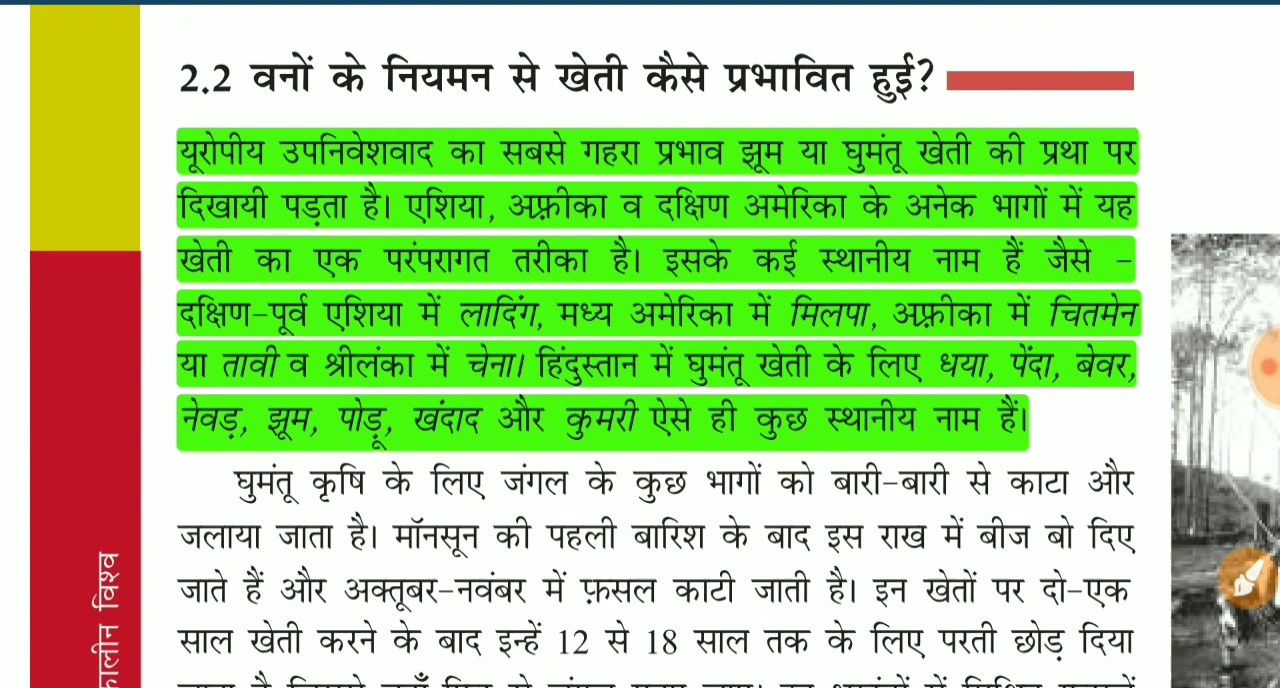 2.2 वनों के नियमन से खेती कैसे प्रभावित हुई?
यूरोपीय उपनिवेशवाद का सबसे गहरा प्रभाव झूम या घुमंतू खेती की प्रथा पर
दिखायी पड़ता है। एशिया, अफ़्रीका व दक्षिण अमेरिका के अनेक भागों में यह
खेती का एक परंपरागत तरीका है। इसके कई स्थानीय नाम हैं जैसे –
दक्षिण-पूर्व एशिया में लादिंग, मध्य अमेरिका में मिलपा, अफ़्रीका में चितमेन
या तावी व श्रीलंका में चेना। हिंदुस्तान में घुमंतू खेती के लिए धया, पेंदा, बेवर,
नेवड़, झूम, पोड़ू, खंदाद और कुमरी ऐसे ही कुछ स्थानीय नाम हैं।
घुमंतू कृषि के लिए जंगल के कुछ भागों को बारी-बारी से काटा और
जलाया जाता है। मॉनसून की पहली बारिश के बाद इस राख में बीज बो दिए
जाते हैं और अक्तूबर-नवंबर में फ़सल काटी जाती है। इन खेतों पर दो-एक
साल खेती करने के बाद इन्हें 12 से 18 साल तक के लिए परती छोड़ दिया
विश्व